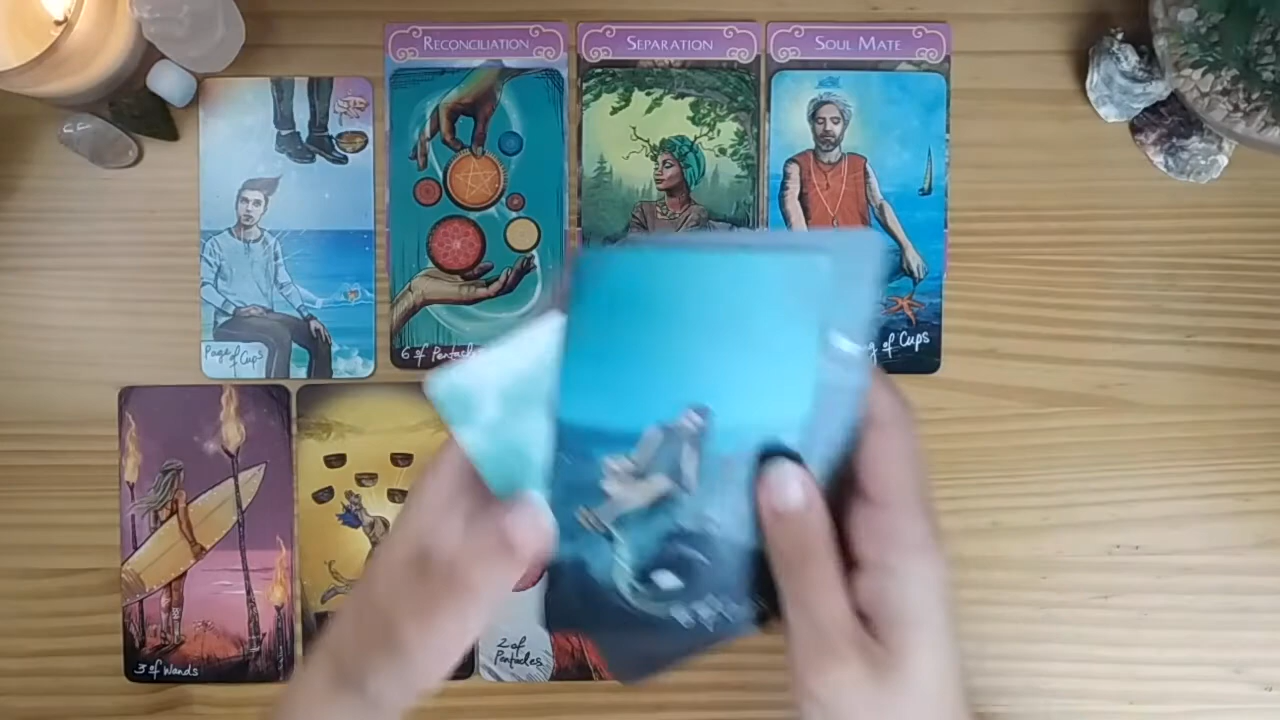 RECONCILIATION
SEPARATION
SOUL MATE
Page of Cups
6 of Pentacles
of Cups
3 of Wands
2 of Pentacles